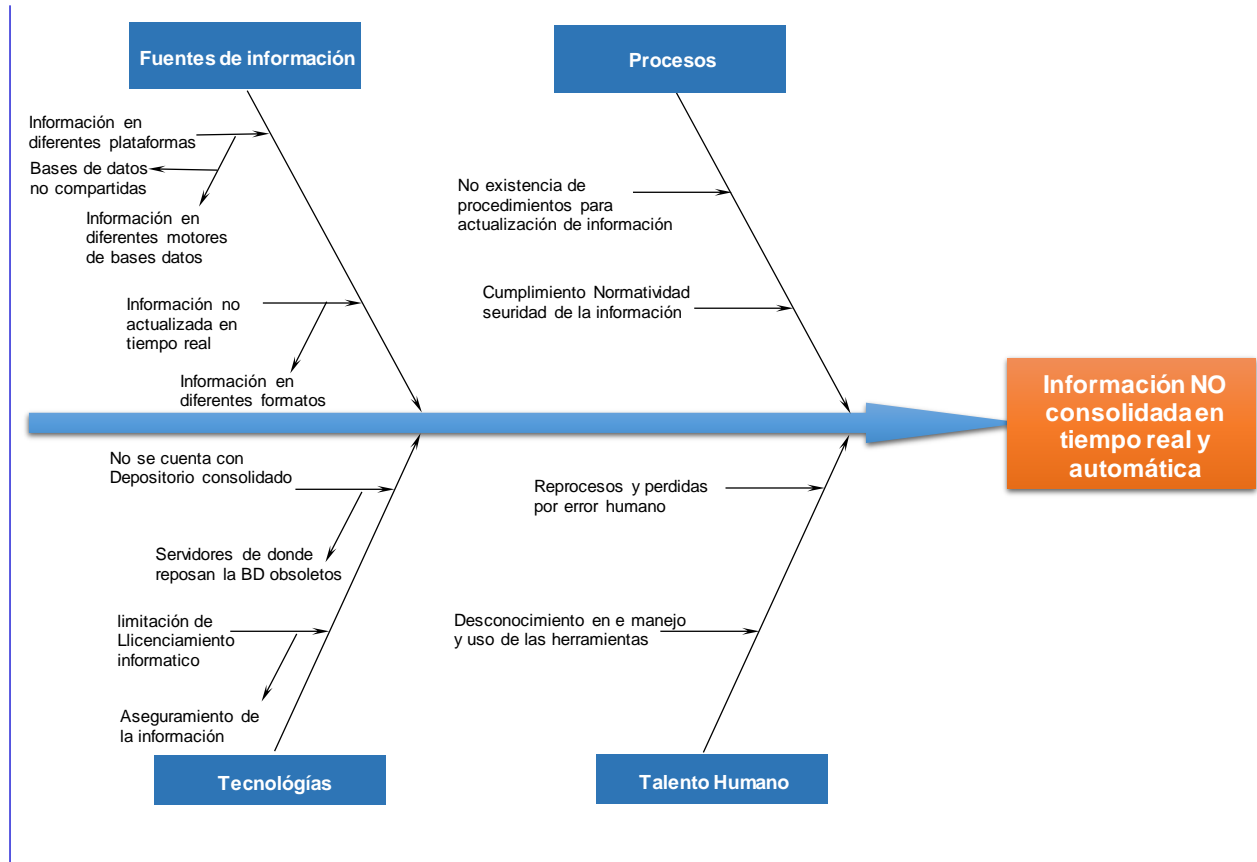 Fuentes de información
Procesos
Información en
diferentes plataformas
Bases de datos
no compartidas
Información en
diferentes motores
de bases datos
Información no
actualizada en
tiempo real
Información en
diferentes formatos
No existencia de
procedimientos para
actualización de información
Cumplimiento Normatividad
seuridad de la información
Información NO
consolidada en
tiempo real y
automática
No se cuenta con
Depositorio consolidado
Servidores de donde
reposan la BD obsoletos
limitación de
Llicenciamiento
informatico
Aseguramiento de
la información
Reprocesos y perdidas
por error humano
Desconocimiento en e manejo
y uso de las herramientas
Tecnológías
Talento Humano